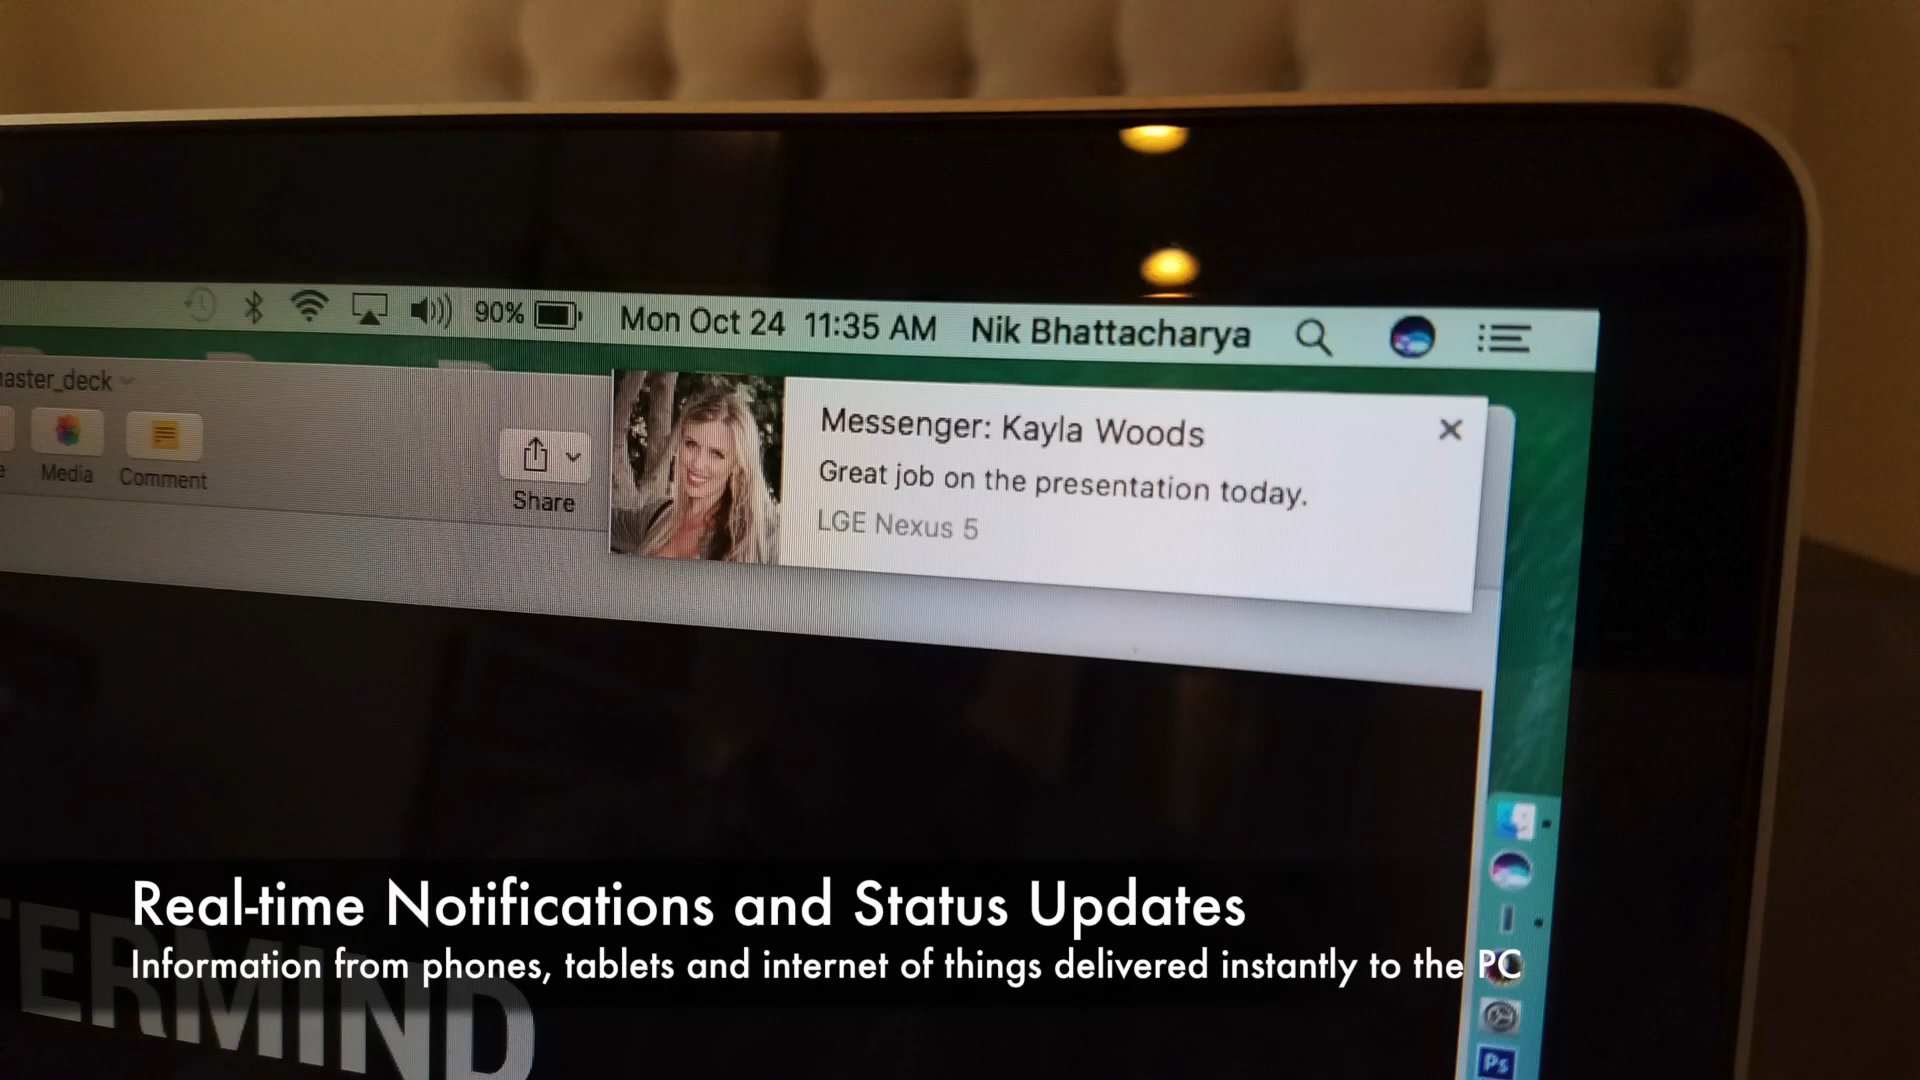 90% Mon Oct 24 11:35 AM Nik Bhattacharya
aster_deck
Messenger: Kayla Woods
Great job on the presentation today.
LGE Nexus 5
Media
Comment
Share
Real-time Notifications and Status Updates
Information from phones, tablets and internet of things delivered instantly to the PC
TERMIND
Ps